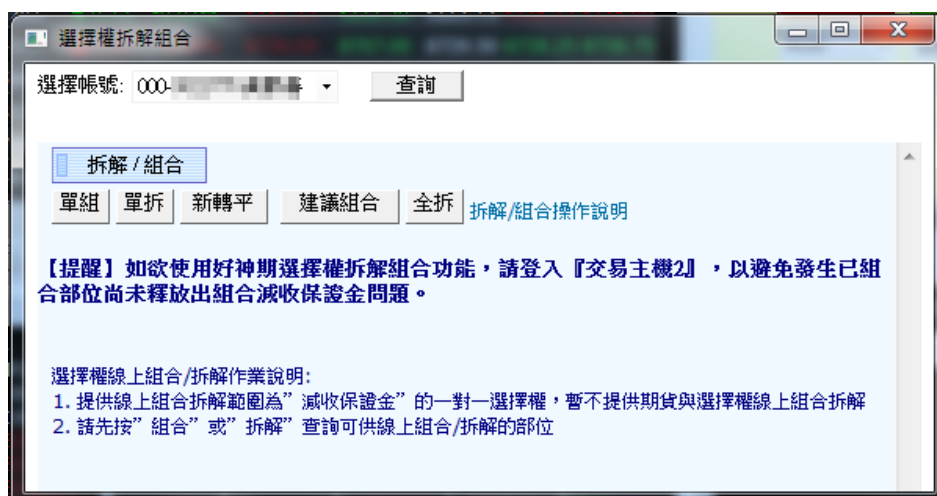 選擇權拆解組合
選擇帳號: 000- 查詢
拆解 / 組合
單組 單拆 新轉平 建議組合 全拆 拆解/組合操作說明
【提醒】如欲使用好神期選擇權拆解組合功能，請登入『交易主機2』，以避免發生已組
合部位尚未釋放出組合減收保證金問題。
選擇權線上組合/拆解作業說明:
1. 提供線上組合拆解範圍為”減收保證金”的一對一選擇權，暫不提供期貨與選擇權線上組合拆解
2. 請先按”組合”或”拆解”查詢可供線上組合/拆解的部位